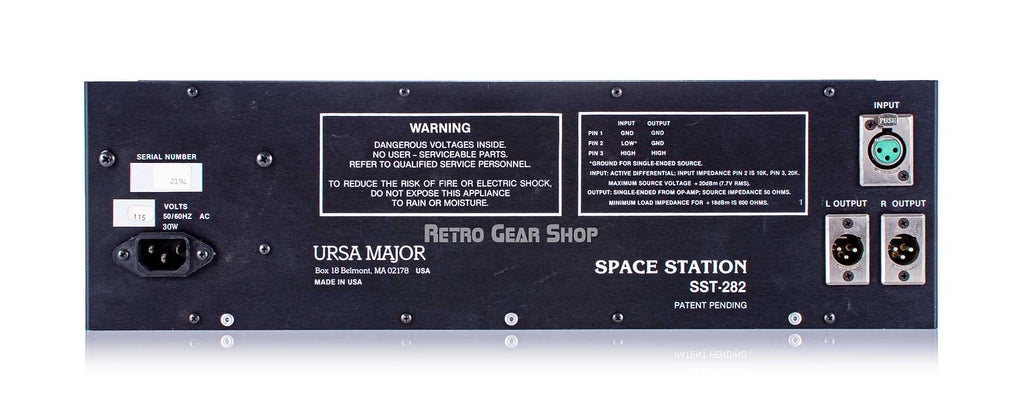 INPUT
PUSH
WARNING
DANGEROUS VOLTAGES INSIDE.
NO USER - SERVICEABLE PARTS.
REFER TO QUALIFIED SERVICE PERSONNEL.
TO REDUCE THE RISK OF FIRE OR ELECTRIC SHOCK,
DO NOT EXPOSE THIS APPLIANCE
TO RAIN OR MOISTURE.
INPUT OUTPUT
PIN 1 GND GND
PIN 2 LOW* GND
PIN 3 HIGH HIGH
*GROUND FOR SINGLE-ENDED SOURCE.
INPUT: ACTIVE DIFFERENTIAL; INPUT IMPEDANCE PIN 2 IS 10K, PIN 3, 20K.
MAXIMUM SOURCE VOLTAGE +20dBm (7.7V RMS).
OUTPUT: SINGLE-ENDED FROM OP-AMP; SOURCE IMPEDANCE 50 OHMS.
MINIMUM LOAD IMPEDANCE FOR +18dBm IS 600 OHMS. 1
SERIAL NUMBER
2194
115 VOLTS
50/60HZ AC
30W
L OUTPUT R OUTPUT
RETRO GEAR SHOP
URSA MAJOR
Box 18 Belmont, MA 02178 USA
MADE IN USA
SPACE STATION
SST-282
PATENT PENDING